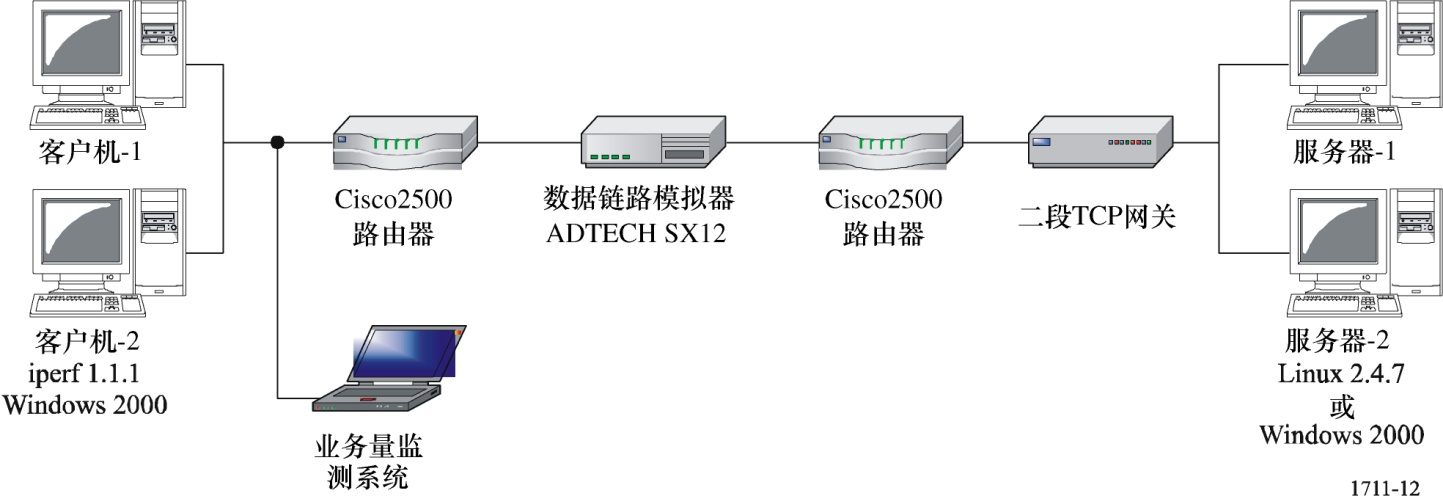 客户机-1
客户机-2
iperf 1.1.1
Windows 2000
业务量监
测系统
Cisco2500
路由器
数据链路模拟器
ADTECH SX12
Cisco2500
路由器
二段TCP网关
服务器-1
服务器-2
Linux 2.4.7
或
Windows 2000
1711-12